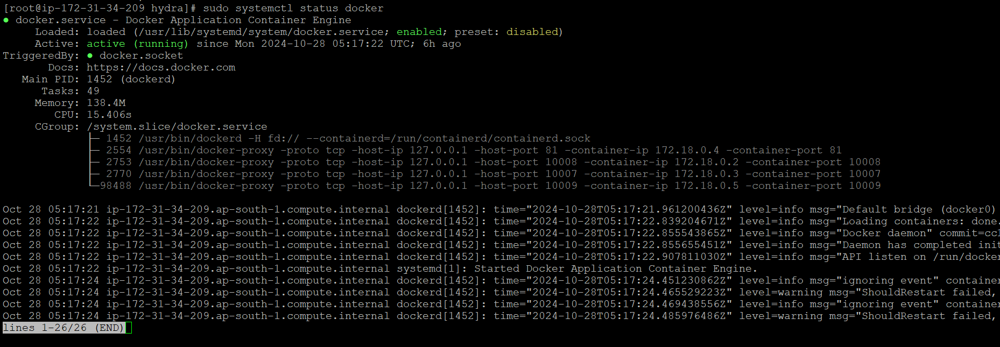 [root@ip-172-31-34-209 hydra]# sudo systemctl status docker
● docker.service - Docker Application Container Engine
Loaded: loaded (/usr/lib/systemd/system/docker.service; enabled; preset: disabled)
Active: active (running) since Mon 2024-10-28 05:17:22 UTC; 6h ago
TriggeredBy: ● docker.socket
Docs: https://docs.docker.com
Main PID: 1452 (dockerd)
Tasks: 49
Memory: 138.4M
CPU: 15.406s
CGroup: /system.slice/docker.service
├─ 1452 /usr/bin/dockerd -H fd:// --containerd=/run/containerd/containerd.sock
├─ 2554 /usr/bin/docker-proxy -proto tcp -host-ip 127.0.0.1 -host-port 81 -container-ip 172.18.0.4 -container-port 81
├─ 2753 /usr/bin/docker-proxy -proto tcp -host-ip 127.0.0.1 -host-port 10008 -container-ip 172.18.0.2 -container-port 10008
├─ 2770 /usr/bin/docker-proxy -proto tcp -host-ip 127.0.0.1 -host-port 10007 -container-ip 172.18.0.3 -container-port 10007
└─98488 /usr/bin/docker-proxy -proto tcp -host-ip 127.0.0.1 -host-port 10009 -container-ip 172.18.0.5 -container-port 10009
Oct 28 05:17:21 ip-172-31-34-209.ap-south-1.compute.internal dockerd[1452]: time="2024-10-28T05:17:21.961200436Z" level=info msg="Default bridge (docker0)
Oct 28 05:17:22 ip-172-31-34-209.ap-south-1.compute.internal dockerd[1452]: time="2024-10-28T05:17:22.839204671Z" level=info msg="Loading containers: done.
Oct 28 05:17:22 ip-172-31-34-209.ap-south-1.compute.internal dockerd[1452]: time="2024-10-28T05:17:22.855543865Z" level=info msg="Docker daemon" commit=cc1
Oct 28 05:17:22 ip-172-31-34-209.ap-south-1.compute.internal dockerd[1452]: time="2024-10-28T05:17:22.855655451Z" level=info msg="Daemon has completed init
Oct 28 05:17:22 ip-172-31-34-209.ap-south-1.compute.internal dockerd[1452]: time="2024-10-28T05:17:22.907811030Z" level=info msg="API listen on /run/docker
Oct 28 05:17:22 ip-172-31-34-209.ap-south-1.compute.internal systemd[1]: Started Docker Application Container Engine.
Oct 28 05:17:24 ip-172-31-34-209.ap-south-1.compute.internal dockerd[1452]: time="2024-10-28T05:17:24.451230862Z" level=info msg="ignoring event" container
Oct 28 05:17:24 ip-172-31-34-209.ap-south-1.compute.internal dockerd[1452]: time="2024-10-28T05:17:24.465529223Z" level=warning msg="ShouldRestart failed,
Oct 28 05:17:24 ip-172-31-34-209.ap-south-1.compute.internal dockerd[1452]: time="2024-10-28T05:17:24.469438556Z" level=info msg="ignoring event" container
Oct 28 05:17:24 ip-172-31-34-209.ap-south-1.compute.internal dockerd[1452]: time="2024-10-28T05:17:24.485976486Z" level=warning msg="ShouldRestart failed,
lines 1-26/26 (END)